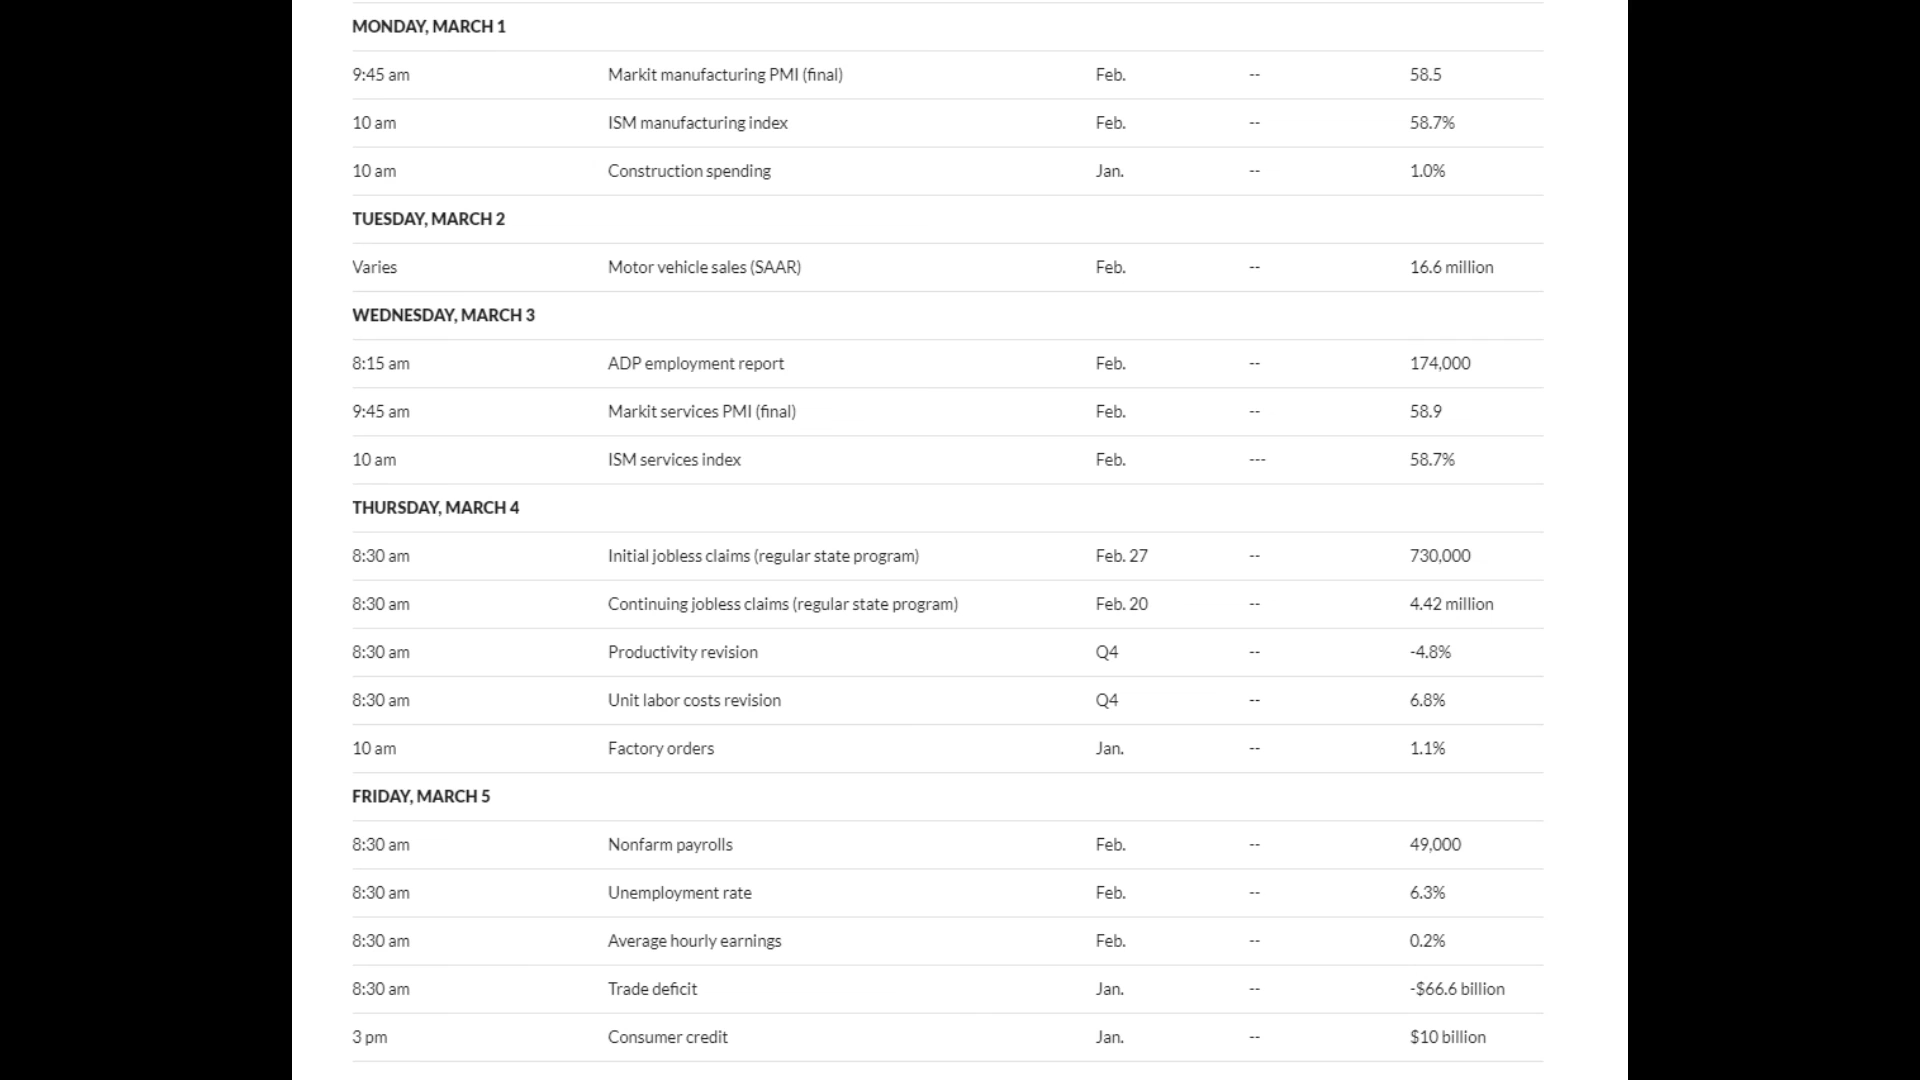 MONDAY, MARCH 1
9:45 am Markit manufacturing PMI (final) Feb. -- 58.5
10 am ISM manufacturing index Feb. -- 58.7%
10 am Construction spending Jan. -- 1.0%
TUESDAY, MARCH 2
Varies Motor vehicle sales (SAAR) Feb. -- 16.6 million
WEDNESDAY, MARCH 3
8:15 am ADP employment report Feb. -- 174,000
9:45 am Markit services PMI (final) Feb. -- 58.9
10 am ISM services index Feb. --- 58.7%
THURSDAY, MARCH 4
8:30 am Initial jobless claims (regular state program) Feb. 27 -- 730,000
8:30 am Continuing jobless claims (regular state program) Feb. 20 -- 4.42 million
8:30 am Productivity revision Q4 -- -4.8%
8:30 am Unit labor costs revision Q4 -- 6.8%
10 am Factory orders Jan. -- 1.1%
FRIDAY, MARCH 5
8:30 am Nonfarm payrolls Feb. -- 49,000
8:30 am Unemployment rate Feb. -- 6.3%
8:30 am Average hourly earnings Feb. -- 0.2%
8:30 am Trade deficit Jan. -- -$66.6 billion
3 pm Consumer credit Jan. -- $10 billion